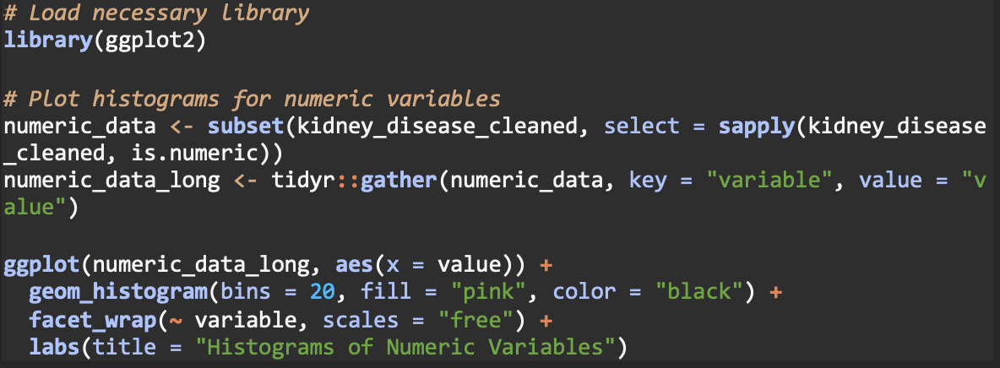 # Load necessary library
library(ggplot2)
# Plot histograms for numeric variables
numeric_data <- subset(kidney_disease_cleaned, select = sapply(kidney_disease
_cleaned, is.numeric))
numeric_data_long <- tidyr::gather(numeric_data, key = "variable", value = "v
alue")
ggplot(numeric_data_long, aes(x = value)) +
  geom_histogram(bins = 20, fill = "pink", color = "black") +
  facet_wrap(~ variable, scales = "free") +
  labs(title = "Histograms of Numeric Variables")